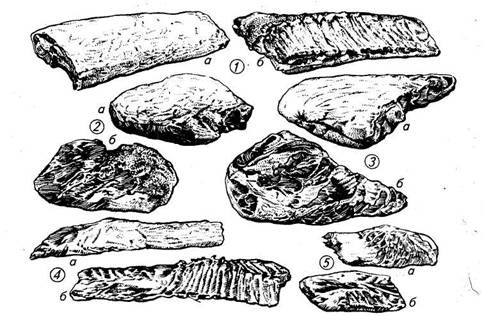 а ① б
а ② б
③ а б
④ а б
⑤ а б